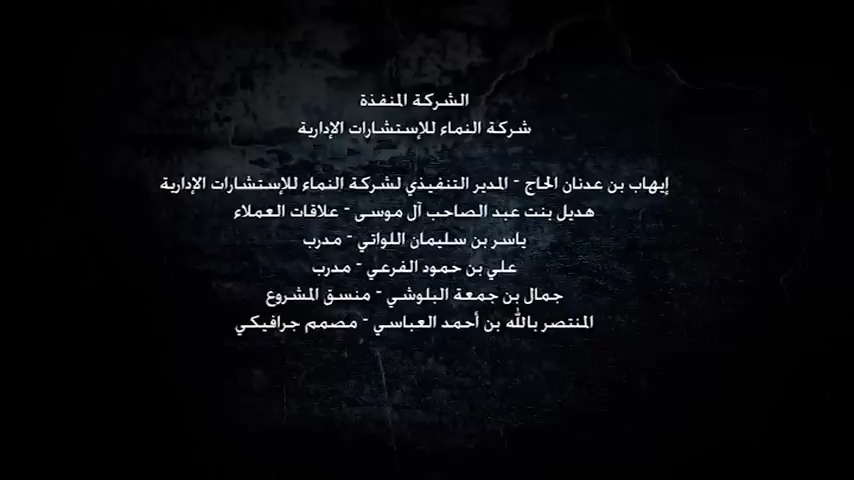 الشركة المنفذة
شركة النماء للإستشارات الإدارية
إيهاب بن عدنان الحاج - المدير التنفيذي لشركة النماء للإستشارات الإدارية
هديل بنت عبد الصاحب آل موسى - علاقات العملاء
ياسر بن سليمان اللواتي - مدرب
علي بن حمود الفرعي - مدرب
جمال بن جمعة البلوشي - منسق المشروع
المنتصر بالله بن أحمد العباسي - مصمم جرافيكي